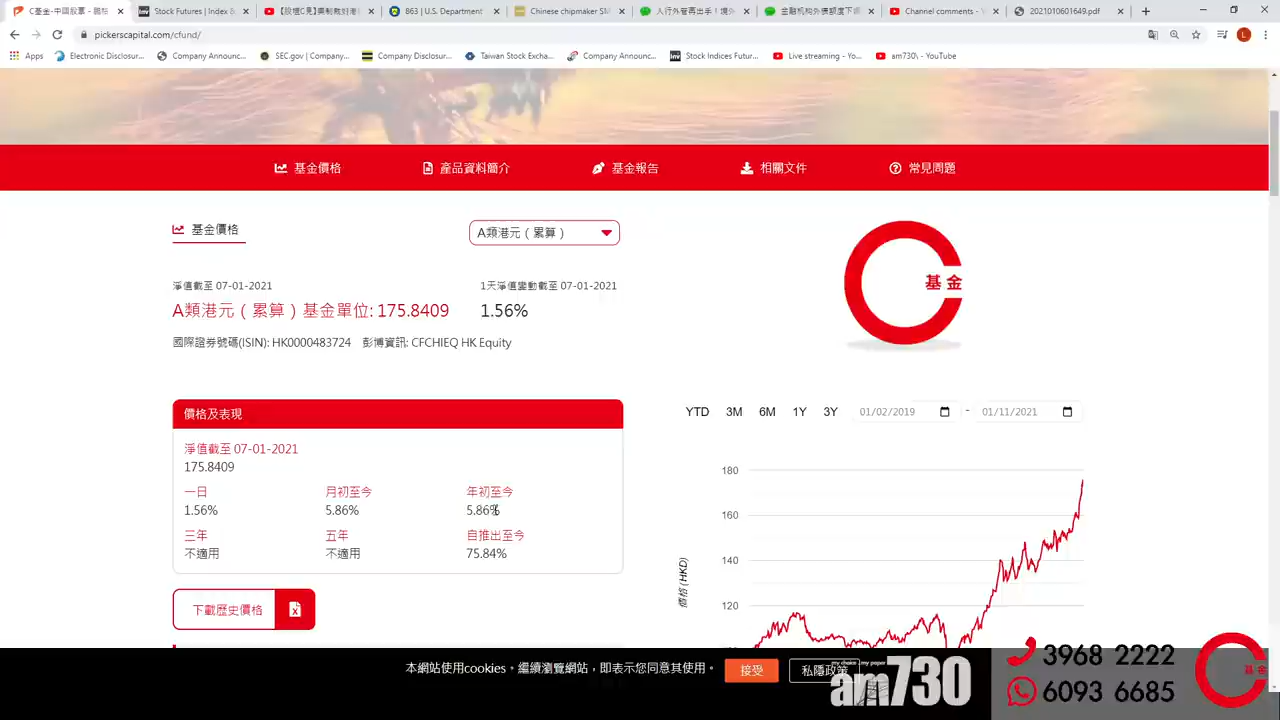 C基金-中國股票 - 鵬格
Stock Futures | Index &
863 | U.S. Department
Chinese chipmaker SM
人行外管再出手！境外
金融机构外债额度下调
Channel comments - Y
2021010601649.pdf
pickerscapital.com/cfund/
Apps
Electronic Disclosur...
Company Announc...
SEC.gov | Company...
Company Disclosur...
Taiwan Stock Excha...
Company Announc...
Stock Indices Futur...
Live streaming - Yo...
am730\ - YouTube
基金價格
產品資料簡介
基金報告
相關文件
常見問題
基金價格
A類港元（累算）
基 金
淨值截至 07-01-2021
1天淨值變動截至 07-01-2021
A類港元（累算）基金單位: 175.8409
1.56%
國際證券號碼(ISIN): HK0000483724 彭博資訊: CFCHIEQ HK Equity
價格及表現
YTD 3M 6M 1Y 3Y 01/02/2019 - 01/11/2021
淨值截至 07-01-2021
175.8409
一日 月初至今 年初至今
1.56% 5.86% 5.86%
三年 五年 自推出至今
不適用 不適用 75.84%
下載歷史價格
180
160
140
120
價格 (HKD)
本網站使用cookies。繼續瀏覽網站，即表示您同意其使用。
接受
私隱政策
my choice my paper
am730
3968 2222
6093 6685
基 金